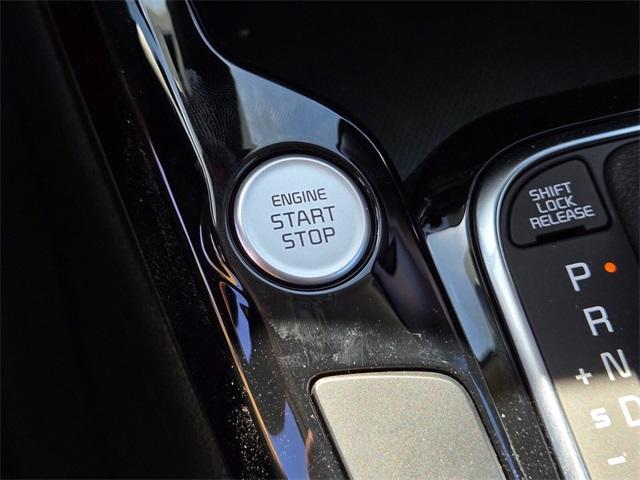 ENGINE
START
STOP
SHIFT
LOCK
RELEASE
P
R
+ N
S D
-